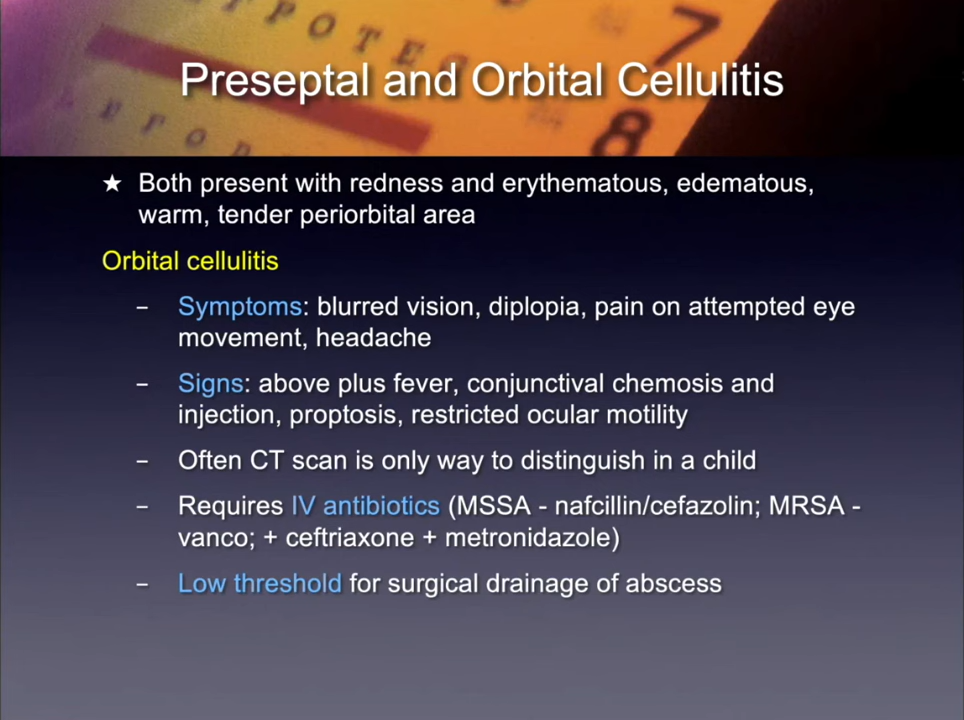 P P O T E C
7
8
Preseptal and Orbital Cellulitis
★ Both present with redness and erythematous, edematous,
warm, tender periorbital area
Orbital cellulitis
– Symptoms: blurred vision, diplopia, pain on attempted eye
movement, headache
– Signs: above plus fever, conjunctival chemosis and
injection, proptosis, restricted ocular motility
– Often CT scan is only way to distinguish in a child
– Requires IV antibiotics (MSSA - nafcillin/cefazolin; MRSA -
vanco; + ceftriaxone + metronidazole)
– Low threshold for surgical drainage of abscess